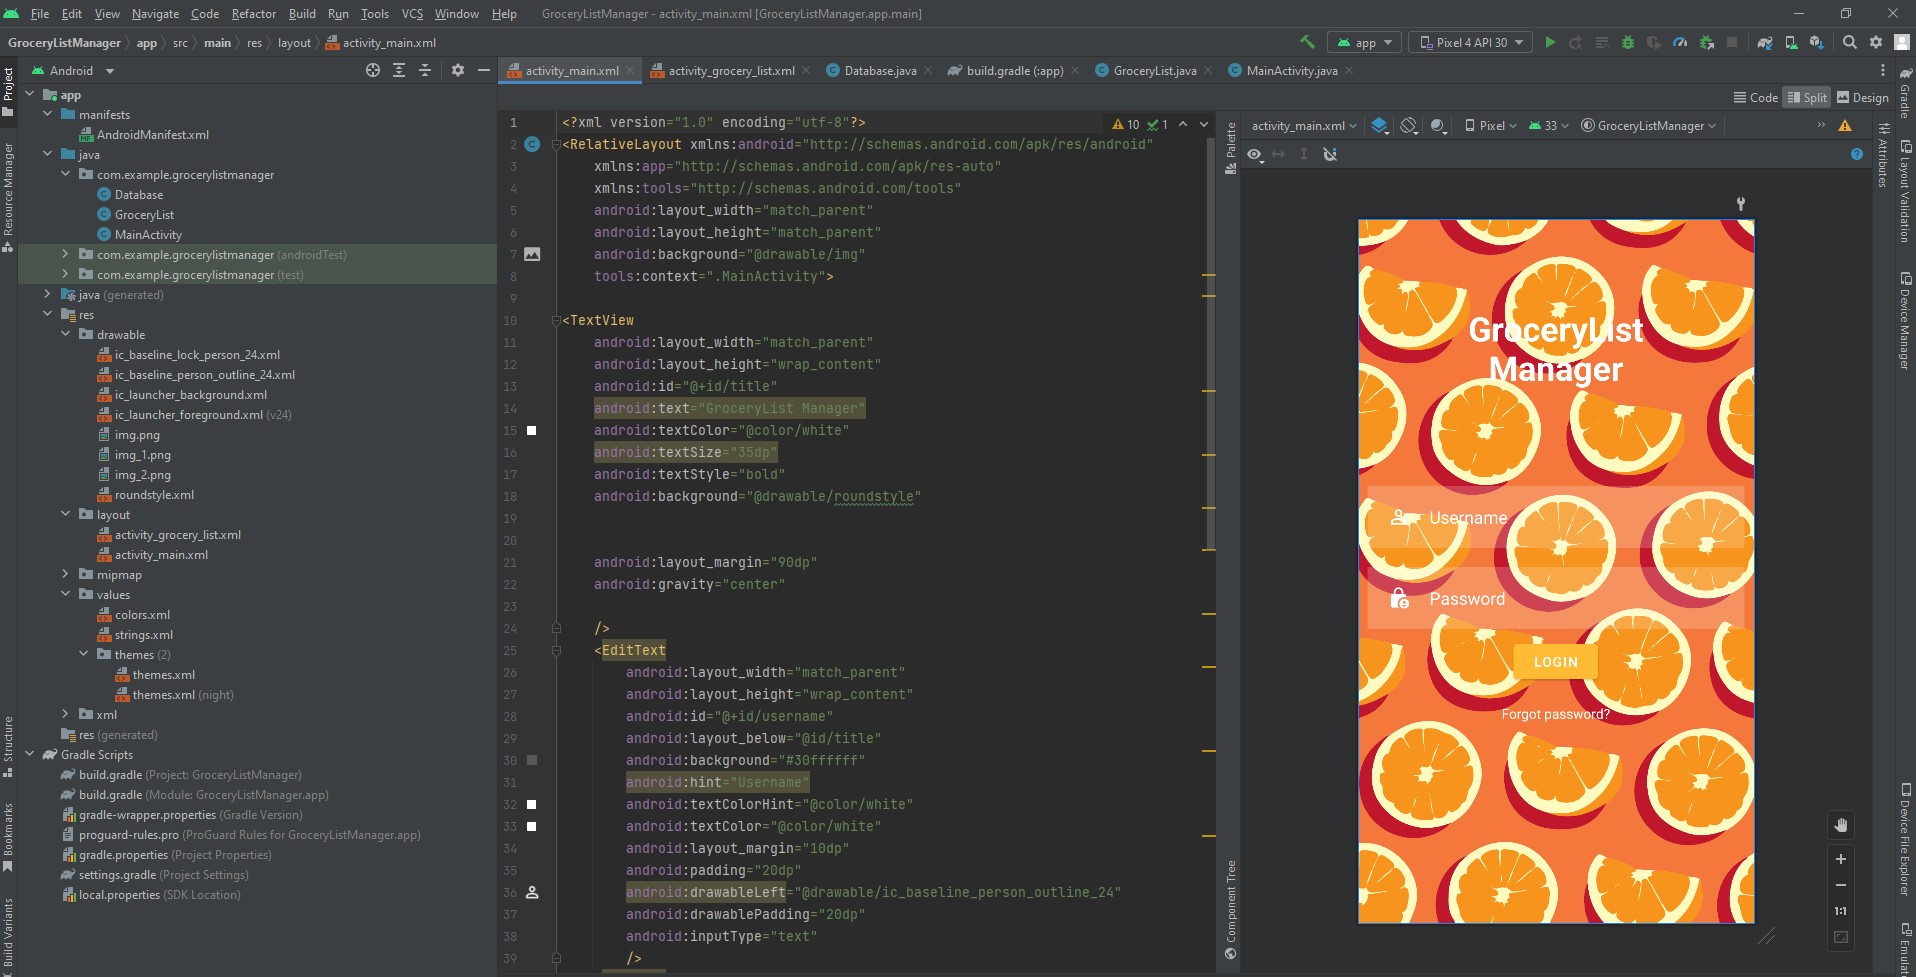 File Edit View Navigate Code Refactor Build Run Tools VCS Window Help GroceryListManager - activity_main.xml [GroceryListManager.app.main]
GroceryListManager app src main res layout activity_main.xml
app Pixel 4 API 30
Project
Resource Manager
Structure
Bookmarks
Build Variants
Android
app
manifests
AndroidManifest.xml
java
com.example.grocerylistmanager
Database
GroceryList
MainActivity
com.example.grocerylistmanager (androidTest)
com.example.grocerylistmanager (test)
java (generated)
res
drawable
ic_baseline_lock_person_24.xml
ic_baseline_person_outline_24.xml
ic_launcher_background.xml
ic_launcher_foreground.xml (v24)
img.png
img_1.png
img_2.png
roundstyle.xml
layout
activity_grocery_list.xml
activity_main.xml
mipmap
values
colors.xml
strings.xml
themes (2)
themes.xml
themes.xml (night)
xml
res (generated)
Gradle Scripts
build.gradle (Project: GroceryListManager)
build.gradle (Module: GroceryListManager.app)
gradle-wrapper.properties (Gradle Version)
proguard-rules.pro (ProGuard Rules for GroceryListManager.app)
gradle.properties (Project Properties)
settings.gradle (Project Settings)
local.properties (SDK Location)
activity_main.xml activity_grocery_list.xml Database.java build.gradle (:app) GroceryList.java MainActivity.java
Code Split Design
10 1
1 <?xml version="1.0" encoding="utf-8"?>
2 <RelativeLayout xmlns:android="http://schemas.android.com/apk/res/android"
3 xmlns:app="http://schemas.android.com/apk/res-auto"
4 xmlns:tools="http://schemas.android.com/tools"
5 android:layout_width="match_parent"
6 android:layout_height="match_parent"
7 android:background="@drawable/img"
8 tools:context=".MainActivity">
9
10 <TextView
11 android:layout_width="match_parent"
12 android:layout_height="wrap_content"
13 android:id="@+id/title"
14 android:text="GroceryList Manager"
15 android:textColor="@color/white"
16 android:textSize="35dp"
17 android:textStyle="bold"
18 android:background="@drawable/roundstyle"
19
20
21 android:layout_margin="90dp"
22 android:gravity="center"
23
24 />
25 <EditText
26 android:layout_width="match_parent"
27 android:layout_height="wrap_content"
28 android:id="@+id/username"
29 android:layout_below="@id/title"
30 android:background="#30ffffff"
31 android:hint="Username"
32 android:textColorHint="@color/white"
33 android:textColor="@color/white"
34 android:layout_margin="10dp"
35 android:padding="20dp"
36 android:drawableLeft="@drawable/ic_baseline_person_outline_24"
37 android:drawablePadding="20dp"
38 android:inputType="text"
39 />
Palette
Component Tree
activity_main.xml Pixel 33 GroceryListManager
GroceryList
Manager
Username
Password
LOGIN
Forgot password?
1:1
Attributes
Gradle
Layout Validation
Device Manager
Device File Explorer